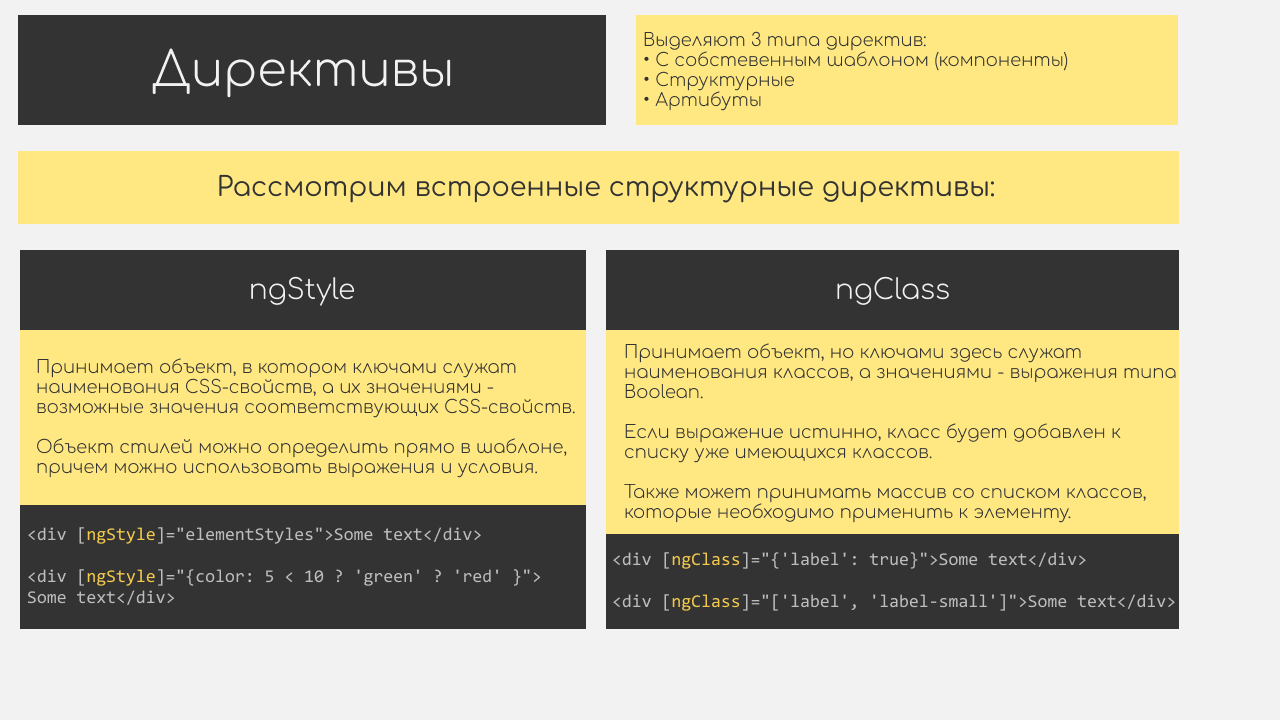 Директивы
Выделяют 3 типа директив:
• С собстевенным шаблоном (компоненты)
• Структурные
• Артибуты
Рассмотрим встроенные структурные директивы:
ngStyle
Принимает объект, в котором ключами служат
наименования CSS-свойств, а их значениями -
возможные значения соответствующих CSS-свойств.
Объект стилей можно определить прямо в шаблоне,
причем можно использовать выражения и условия.
<div [ngStyle]="elementStyles">Some text</div>
<div [ngStyle]="{color: 5 < 10 ? 'green' ? 'red' }">
Some text</div>
ngClass
Принимает объект, но ключами здесь служат
наименования классов, а значениями - выражения типа
Boolean.
Если выражение истинно, класс будет добавлен к
списку уже имеющихся классов.
Также может принимать массив со списком классов,
которые необходимо применить к элементу.
<div [ngClass]="{'label': true}">Some text</div>
<div [ngClass]="['label', 'label-small']">Some text</div>